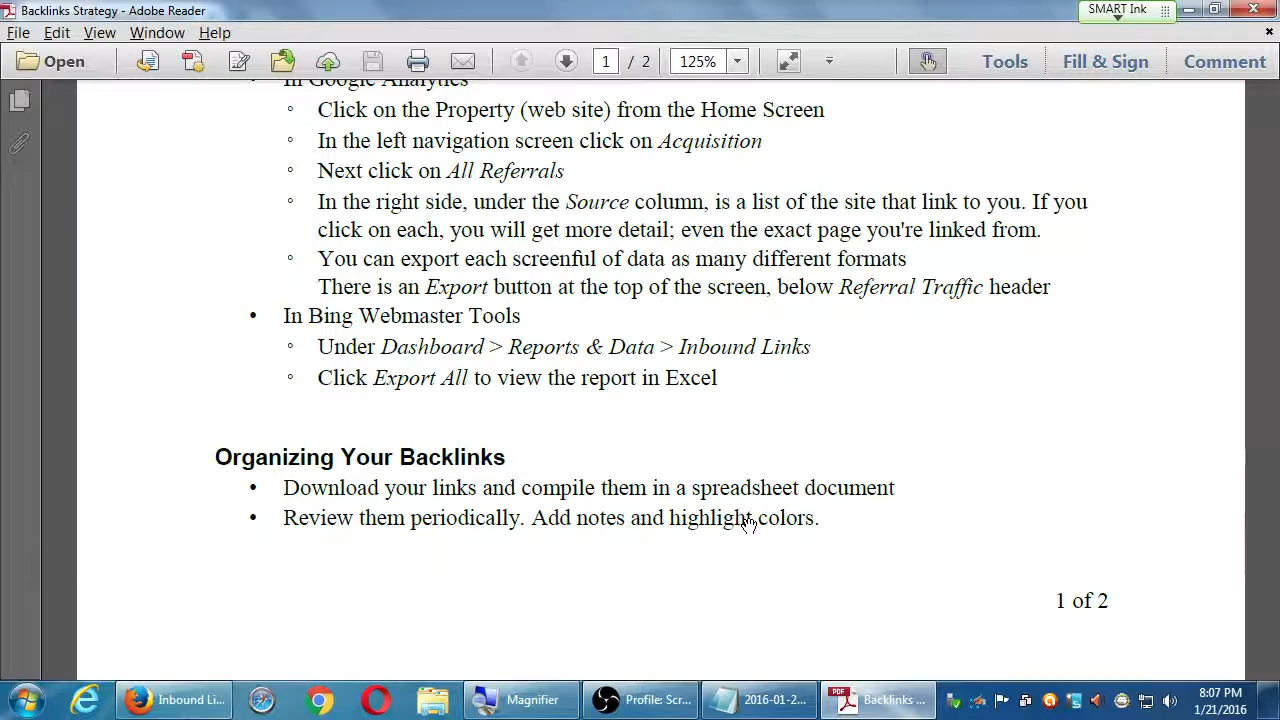 Backlinks Strategy - Adobe Reader
SMART Ink
File Edit View Window Help
Open
1 / 2
125%
Tools
Fill & Sign
Comment
In Google Analytics
Click on the Property (web site) from the Home Screen
In the left navigation screen click on Acquisition
Next click on All Referrals
In the right side, under the Source column, is a list of the site that link to you. If you
click on each, you will get more detail; even the exact page you're linked from.
You can export each screenful of data as many different formats
There is an Export button at the top of the screen, below Referral Traffic header
In Bing Webmaster Tools
Under Dashboard > Reports & Data > Inbound Links
Click Export All to view the report in Excel
Organizing Your Backlinks
Download your links and compile them in a spreadsheet document
Review them periodically. Add notes and highlight colors.
1 of 2
Inbound Li...
Magnifier
Profile: Scr...
2016-01-2...
PDF
Backlinks ...
8:07 PM
1/21/2016